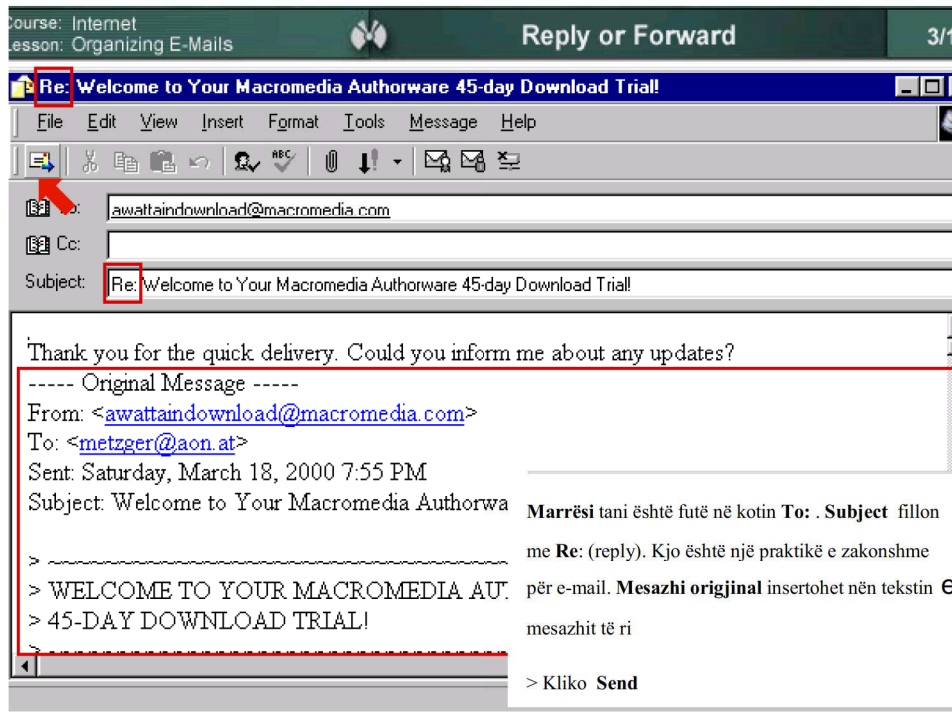 Course: Internet
Lesson: Organizing E-Mails
Reply or Forward
3/1
Re: Welcome to Your Macromedia Authorware 45-day Download Trial!
File Edit View Insert Format Tools Message Help
ABC
To: awattaindownload@macromedia.com
Cc:
Subject: Re: Welcome to Your Macromedia Authorware 45-day Download Trial!
Thank you for the quick delivery. Could you inform me about any updates?
----- Original Message -----
From: <awattaindownload@macromedia.com>
To: <metzger@aon.at>
Sent: Saturday, March 18, 2000 7:55 PM
Subject: Welcome to Your Macromedia Authorwa
> ~~~~~~~~~~~~~~~~~~~~~~~~~~~~~~
> WELCOME TO YOUR MACROMEDIA AUT
> 45-DAY DOWNLOAD TRIAL!
> ~~~~~~~~~~~~~~~~~~~~~~~~~~~~~~
Marrësi tani është futë në kotin To: . Subject fillon
me Re: (reply). Kjo është një praktikë e zakonshme
për e-mail. Mesazhi origjinal insertohet nën tekstin e
mesazhit të ri
> Kliko Send